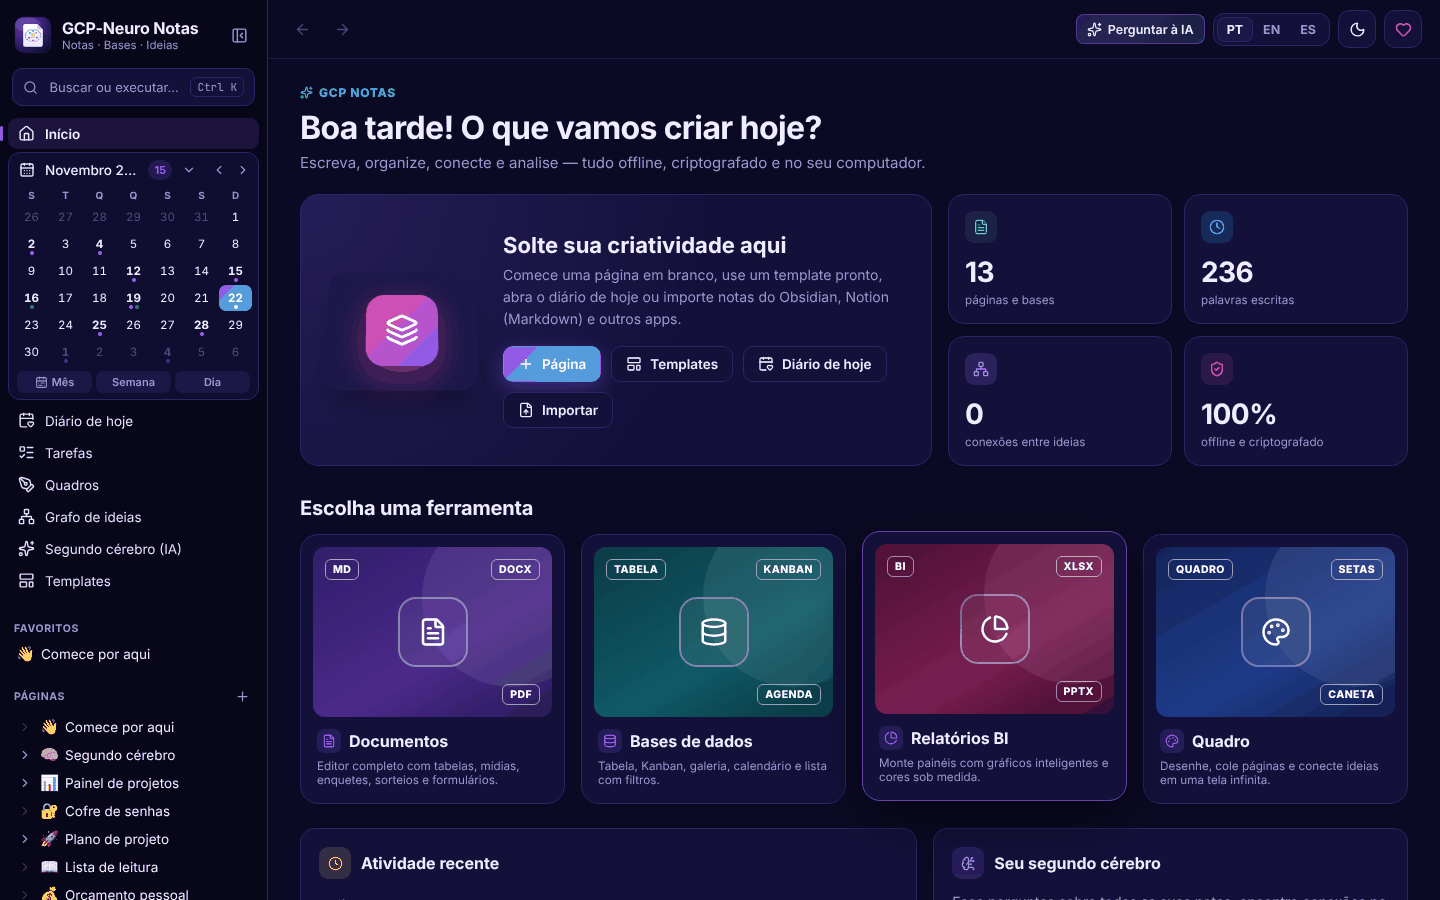 GCP-Neuro Notas
Notas · Bases · Ideias
Buscar ou executar...
Ctrl K
Início
Novembro 2...
15
S T Q Q S S D
26 27 28 29 30 31 1
2 3 4 5 6 7 8
9 10 11 12 13 14 15
16 17 18 19 20 21 22
23 24 25 26 27 28 29
30 1 2 3 4 5 6
Mês Semana Dia
Diário de hoje
Tarefas
Quadros
Grafo de ideias
Segundo cérebro (IA)
Templates
FAVORITOS
Comece por aqui
PÁGINAS
Comece por aqui
Segundo cérebro
Painel de projetos
Cofre de senhas
Plano de projeto
Lista de leitura
Orçamento pessoal
Perguntar à IA
PT EN ES
GCP NOTAS
Boa tarde! O que vamos criar hoje?
Escreva, organize, conecte e analise — tudo offline, criptografado e no seu computador.
Solte sua criatividade aqui
Comece uma página em branco, use um template pronto,
abra o diário de hoje ou importe notas do Obsidian, Notion
(Markdown) e outros apps.
Página
Templates
Diário de hoje
Importar
13
páginas e bases
236
palavras escritas
0
conexões entre ideias
100%
offline e criptografado
Escolha uma ferramenta
MD DOCX
PDF
Documentos
Editor completo com tabelas, mídias,
enquetes, sorteios e formulários.
TABELA KANBAN
AGENDA
Bases de dados
Tabela, Kanban, galeria, calendário e lista
com filtros.
BI XLSX
PPTX
Relatórios BI
Monte painéis com gráficos inteligentes e
cores sob medida.
QUADRO SETAS
CANETA
Quadro
Desenhe, cole páginas e conecte ideias
em uma tela infinita.
Atividade recente
Seu segundo cérebro